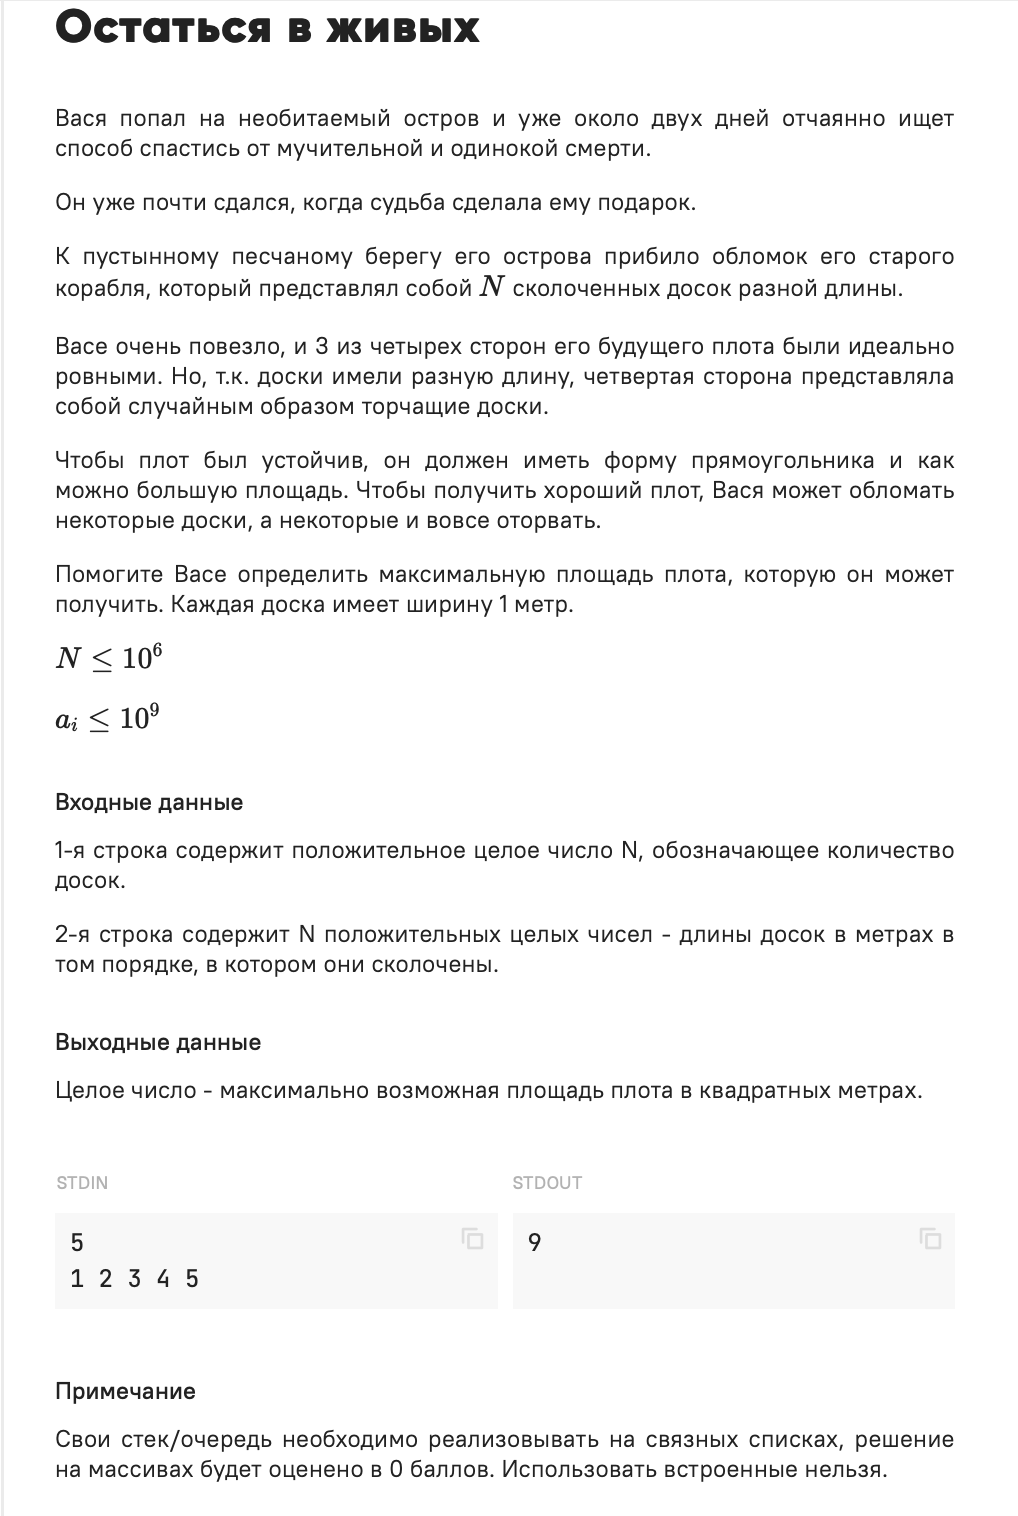 Остаться в живых
Вася попал на необитаемый остров и уже около двух дней отчаянно ищет
способ спастись от мучительной и одинокой смерти.
Он уже почти сдался, когда судьба сделала ему подарок.
К пустынному песчаному берегу его острова прибило обломок его старого
корабля, который представлял собой N сколоченных досок разной длины.
Васе очень повезло, и 3 из четырех сторон его будущего плота были идеально
ровными. Но, т.к. доски имели разную длину, четвертая сторона представляла
собой случайным образом торчащие доски.
Чтобы плот был устойчив, он должен иметь форму прямоугольника и как
можно большую площадь. Чтобы получить хороший плот, Вася может обломать
некоторые доски, а некоторые и вовсе оторвать.
Помогите Васе определить максимальную площадь плота, которую он может
получить. Каждая доска имеет ширину 1 метр.
N ≤ 10⁶
aᵢ ≤ 10⁹
Входные данные
1-я строка содержит положительное целое число N, обозначающее количество
досок.
2-я строка содержит N положительных целых чисел - длины досок в метрах в
том порядке, в котором они сколочены.
Выходные данные
Целое число - максимально возможная площадь плота в квадратных метрах.
STDIN
5
1 2 3 4 5
STDOUT
9
Примечание
Свои стек/очередь необходимо реализовывать на связных списках, решение
на массивах будет оценено в 0 баллов. Использовать встроенные нельзя.